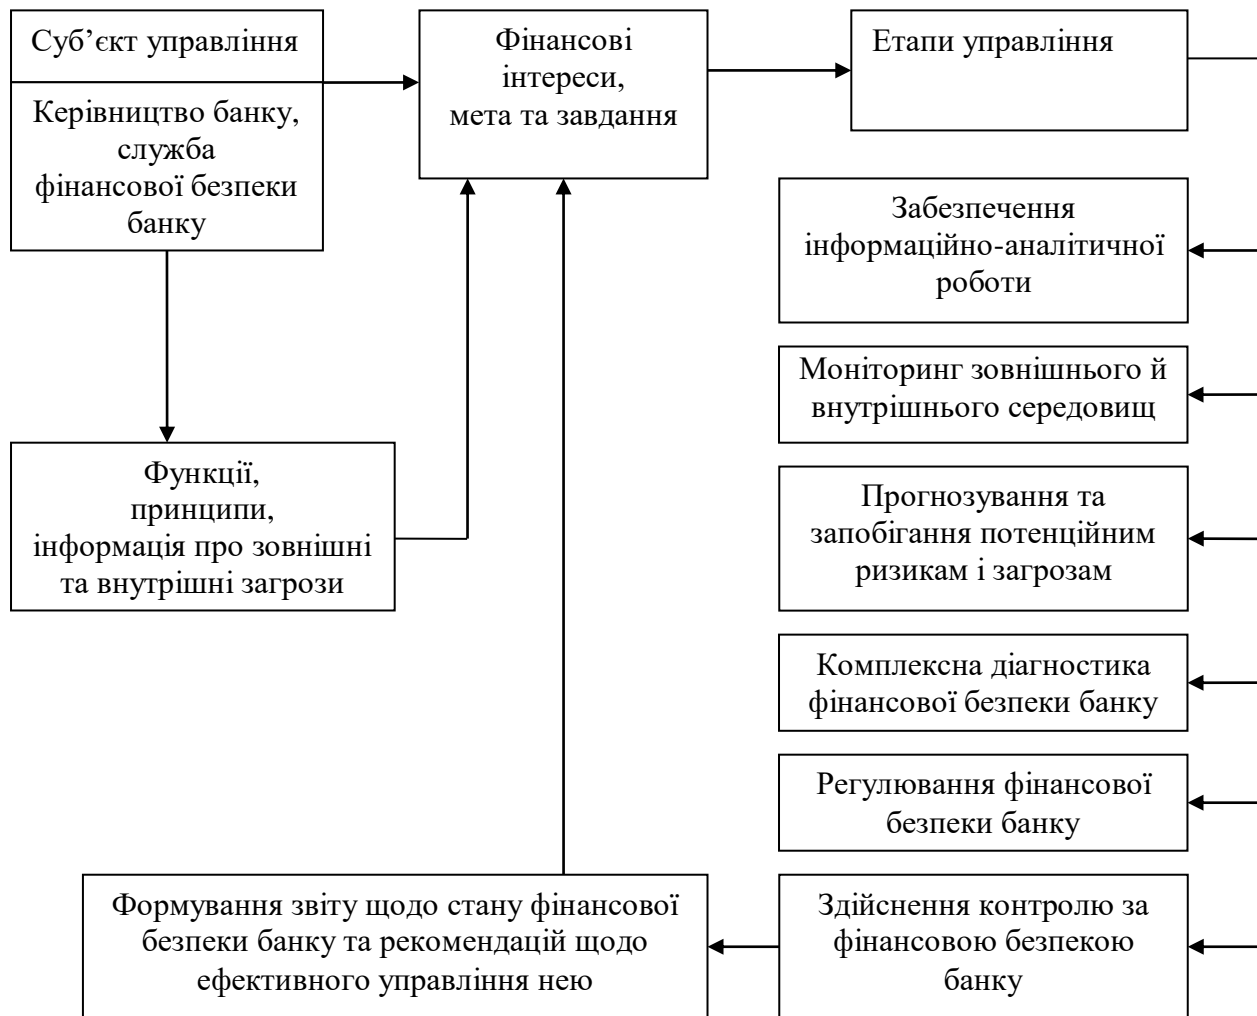 Суб’єкт управління
Керівництво банку,
служба
фінансової безпеки
банку
Фінансові
інтереси,
мета та завдання
Етапи управління
Забезпечення
інформаційно-аналітичної
роботи
Моніторинг зовнішнього й
внутрішнього середовищ
Функції,
принципи,
інформація про зовнішні
та внутрішні загрози
Прогнозування та
запобігання потенційним
ризикам і загрозам
Комплексна діагностика
фінансової безпеки банку
Регулювання фінансової
безпеки банку
Здійснення контролю за
фінансовою безпекою
банку
Формування звіту щодо стану фінансової
безпеки банку та рекомендацій щодо
ефективного управління нею